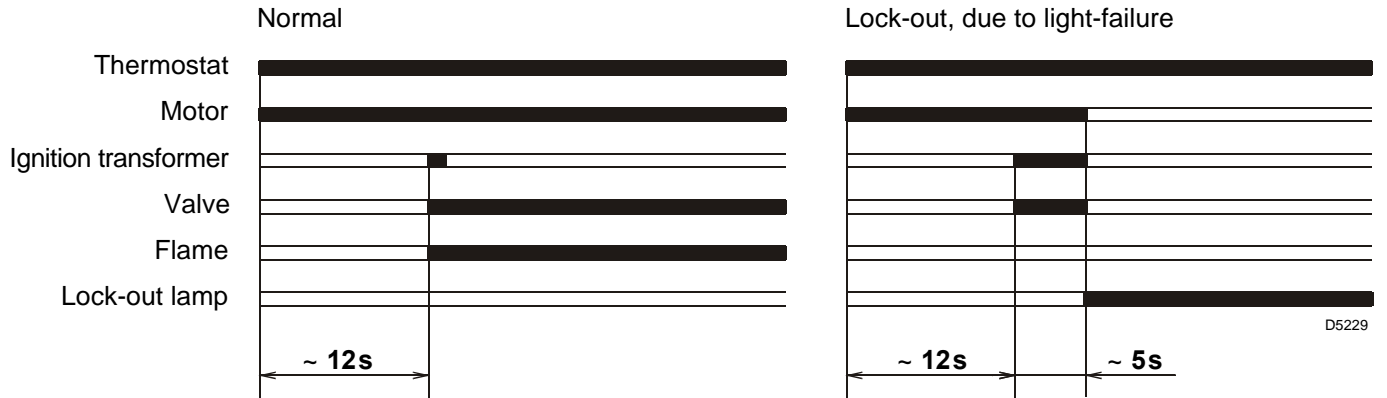 Normal
Lock-out, due to light-failure
Thermostat
Motor
Ignition transformer
Valve
Flame
Lock-out lamp
D5229
~ 12s
~ 12s
~ 5s